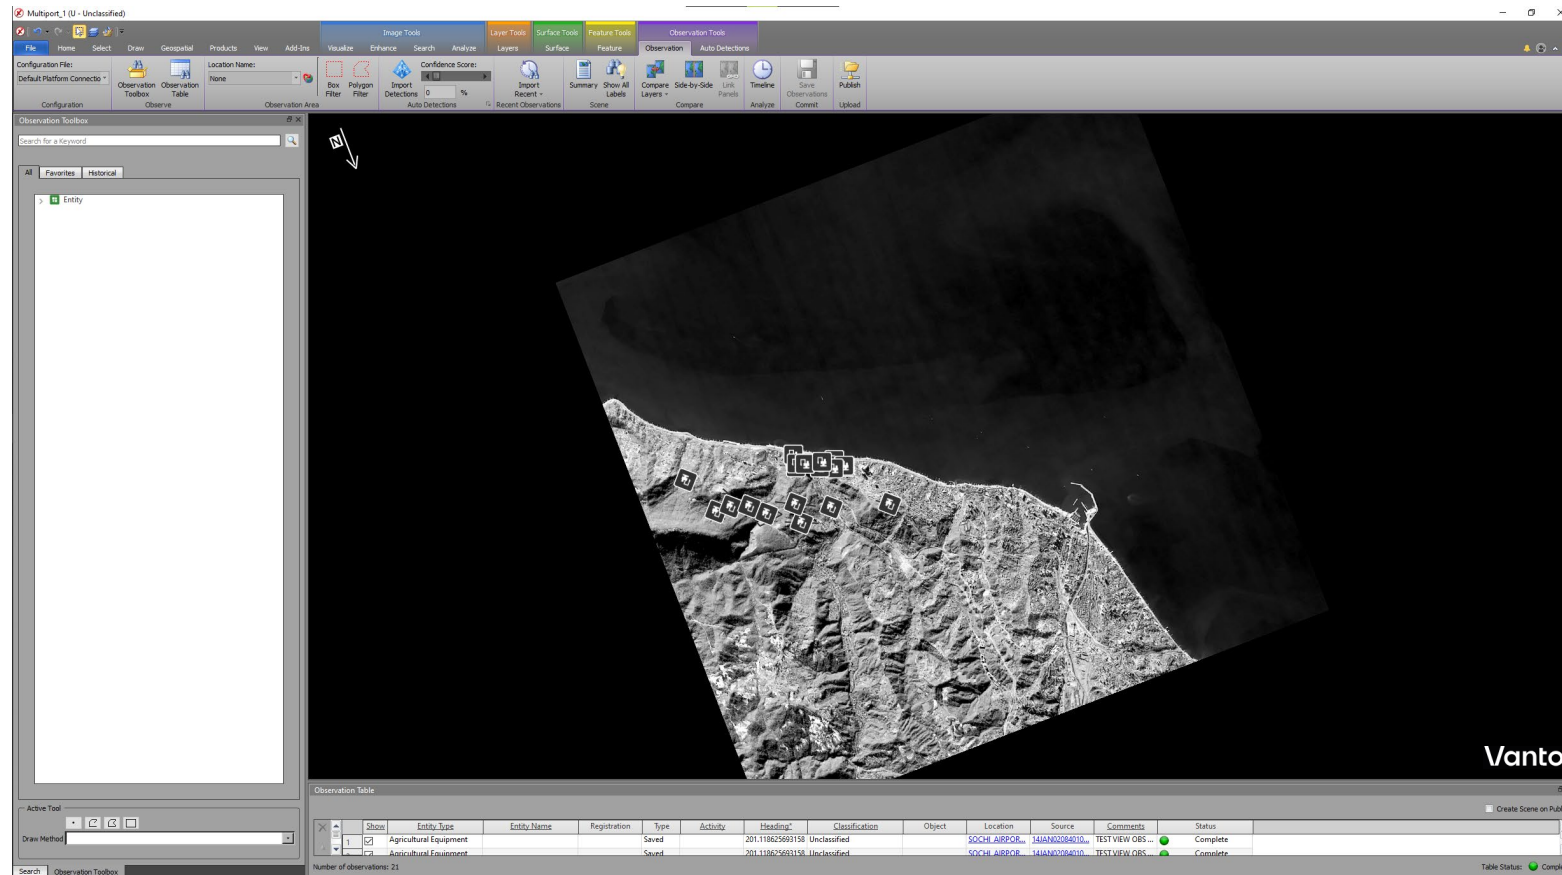 Multiport_1 (U - Unclassified)
Image Tools Layer Tools Surface Tools Feature Tools Observation Tools
File Home Select Draw Geospatial Products View Add-Ins Visualize Enhance Search Analyze Layers Surface Feature Observation Auto Detections
Configuration File:
Default Platform Connectio
Configuration
Observation Toolbox
Observation Table
Observe
Location Name:
None
Observation Area
Box Filter
Polygon Filter
Import Detections
Confidence Score:
0 %
Auto Detections
Import Recent
Recent Observations
Summary
Show All Labels
Scene
Compare Layers
Side-by-Side
Link Panels
Compare
Timeline
Analyze
Save Observations
Commit
Publish
Upload
Observation Toolbox
Search for a Keyword
All Favorites Historical
Entity
N
Vanto
Active Tool
Draw Method
Search Observation Toolbox
Observation Table
Create Scene on Publ
Show Entity Type Entity Name Registration Type Activity Heading° Classification Object Location Source Comments Status
1 Agricultural Equipment Saved 201.118625693158 Unclassified SOCHI_AIRPOR... 14JAN02084010... TEST VIEW OBS ... Complete
Agricultural Equipment Saved 201.118625693158 Unclassified SOCHI_AIRPOR... 14JAN02084010... TEST VIEW OBS ... Complete
Number of observations: 21
Table Status: Comple